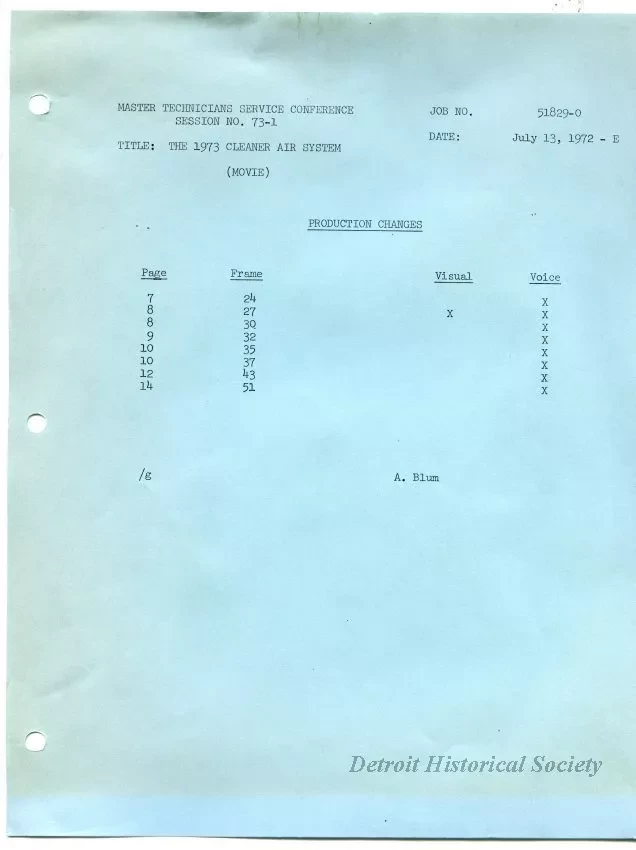 MASTER TECHNICIANS SERVICE CONFERENCE JOB NO. 51829-0
SESSION NO. 73-1
DATE: July 13, 1972 - E
TITLE: THE 1973 CLEANER AIR SYSTEM
(MOVIE)
PRODUCTION CHANGES
Page Frame Visual Voice
7 24 X
8 27 X X
8 30 X
9 32 X
10 35 X
10 37 X
12 43 X
14 51 X
/g A. Blum
Detroit Historical Society